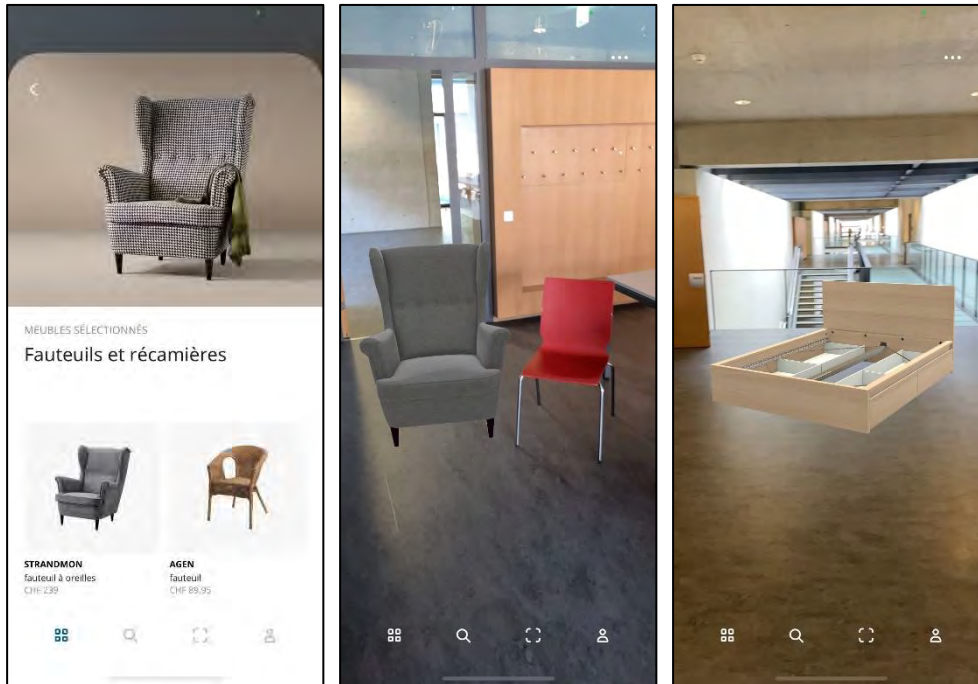 MEUBLES SÉLECTIONNÉS
Fauteuils et récamières
STRANDMON
fauteuil à oreilles
CHF 239
AGEN
fauteuil
CHF 89.95